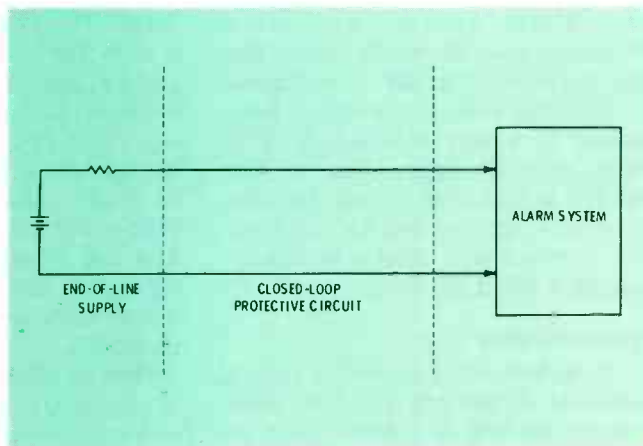 ALARM SYSTEM
END-OF-LINE
SUPPLY
CLOSED-LOOP
PROTECTIVE CIRCUIT